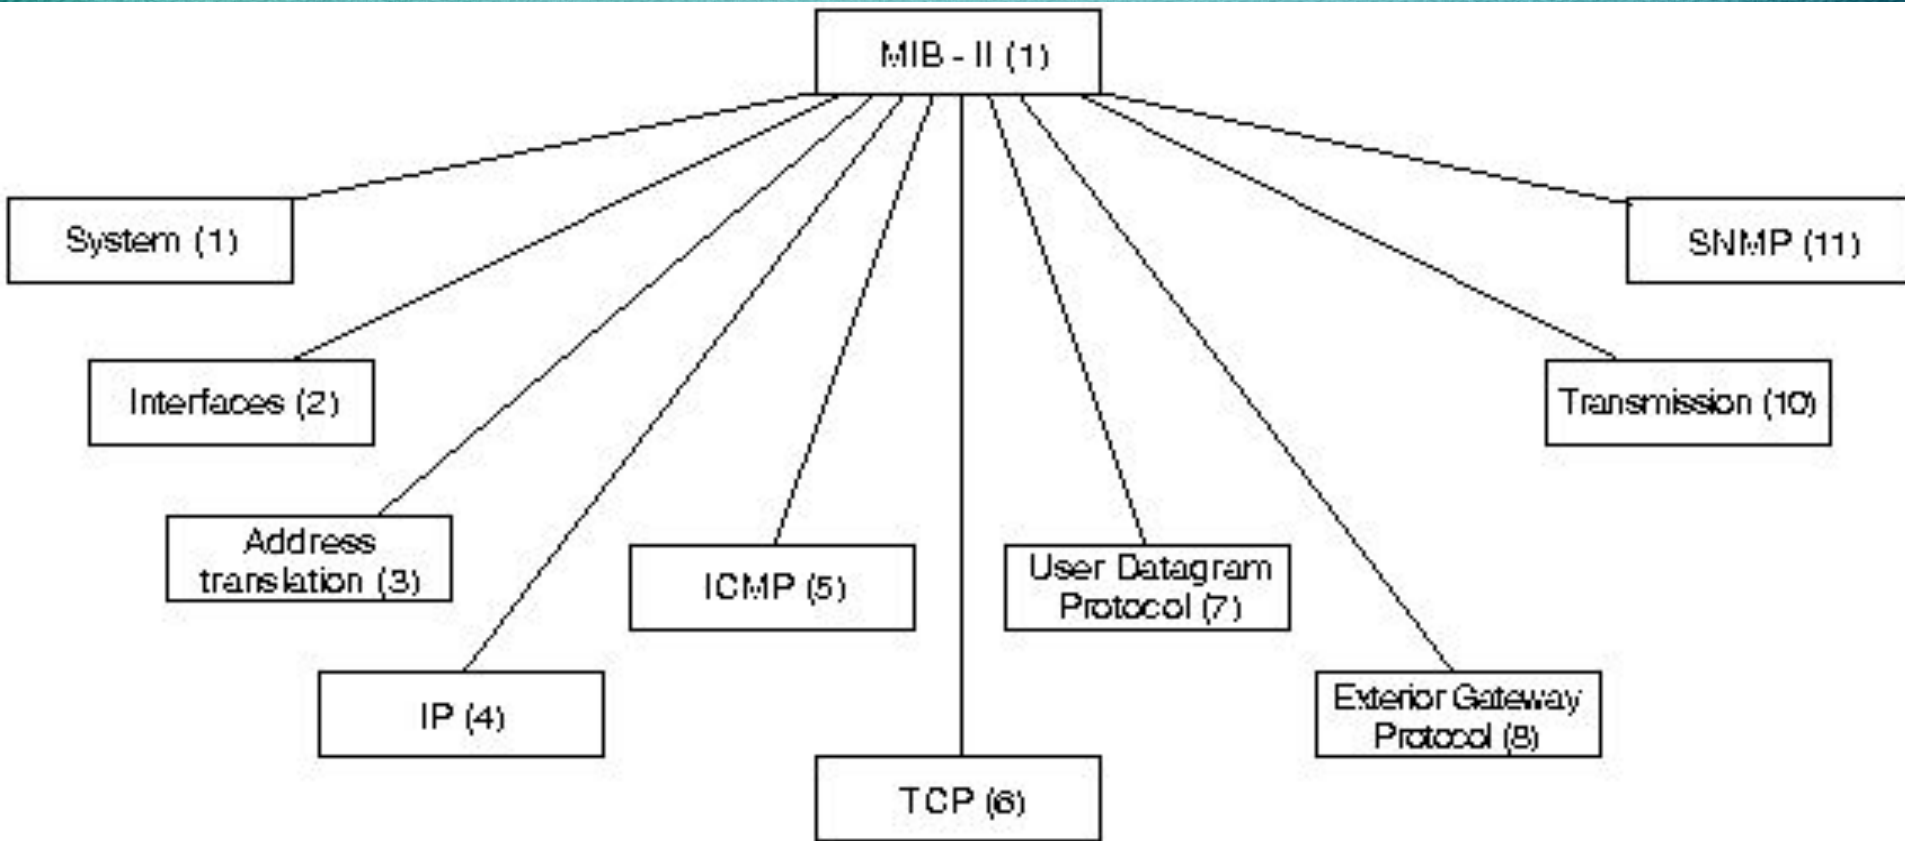 MIB - II (1)
System (1)
SNMP (11)
Interfaces (2)
Transmission (10)
Address
translation (3)
ICMP (5)
User Datagram
Protocol (7)
IP (4)
Exterior Gateway
Protocol (8)
TCP (6)